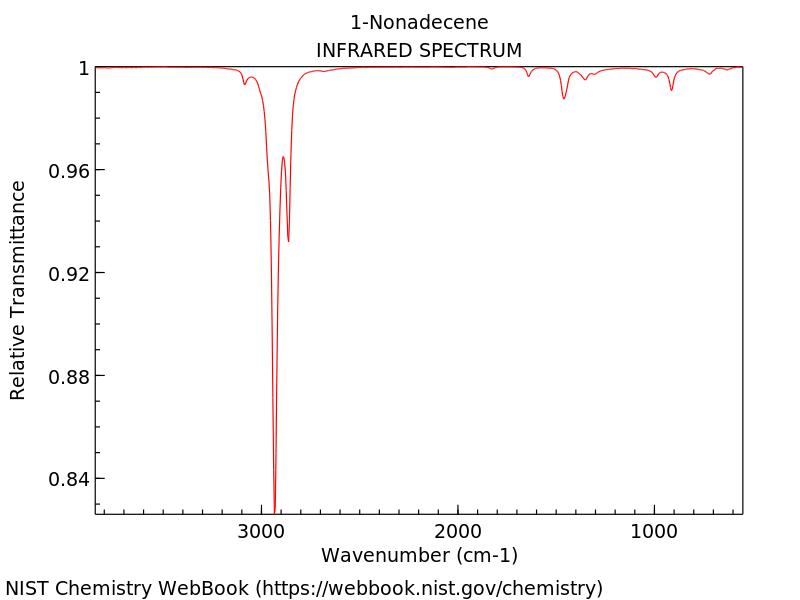 1-Nonadecene
INFRARED SPECTRUM
1
0.96
0.92
0.88
0.84
Relative Transmittance
3000 2000 1000
Wavenumber (cm-1)
NIST Chemistry WebBook (https://webbook.nist.gov/chemistry)